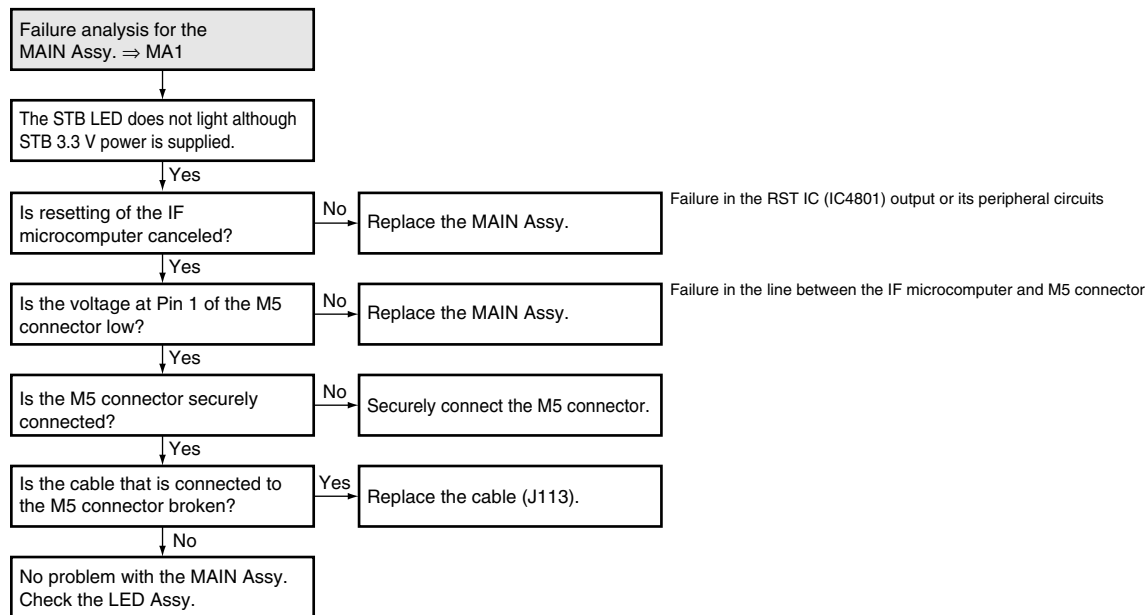 Failure analysis for the
MAIN Assy. ⇒ MA1
The STB LED does not light although
STB 3.3 V power is supplied.
Yes
Is resetting of the IF
microcomputer canceled?
No
Replace the MAIN Assy.
Failure in the RST IC (IC4801) output or its peripheral circuits
Yes
Is the voltage at Pin 1 of the M5
connector low?
No
Replace the MAIN Assy.
Failure in the line between the IF microcomputer and M5 connector
Yes
Is the M5 connector securely
connected?
No
Securely connect the M5 connector.
Yes
Is the cable that is connected to
the M5 connector broken?
Yes
Replace the cable (J113).
No
No problem with the MAIN Assy.
Check the LED Assy.